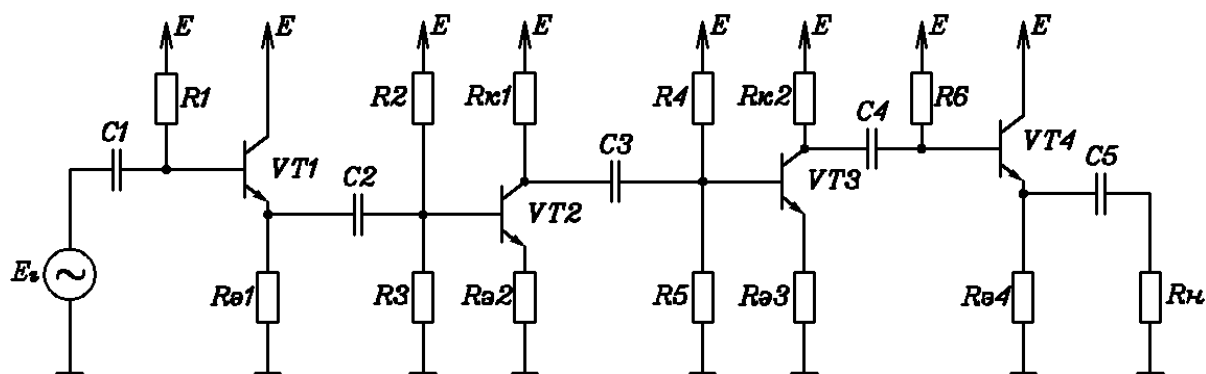 E E E E E E E E
R1 R2 Rк1 R4 Rк2 R6
C1 VT1 C2 VT2 C3 VT3 C4 VT4 C5
Eг Rэ1 R3 Rэ2 R5 Rэ3 Rэ4 Rн